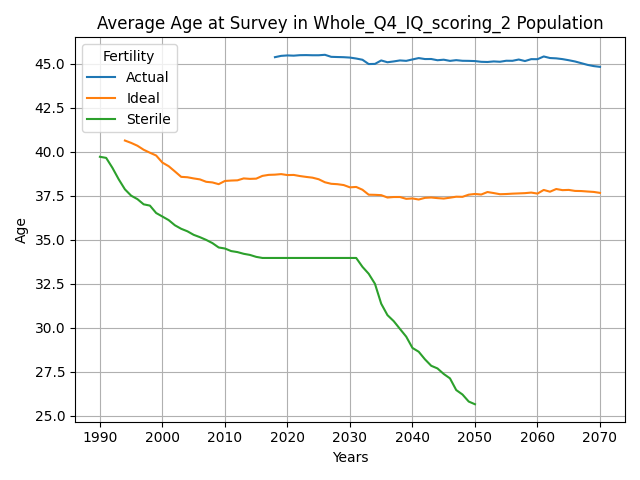 Average Age at Survey in Whole_Q4_IQ_scoring_2 Population
Fertility
Actual
Ideal
Sterile
45.0
42.5
40.0
37.5
35.0
32.5
30.0
27.5
25.0
Age
1990 2000 2010 2020 2030 2040 2050 2060 2070
Years